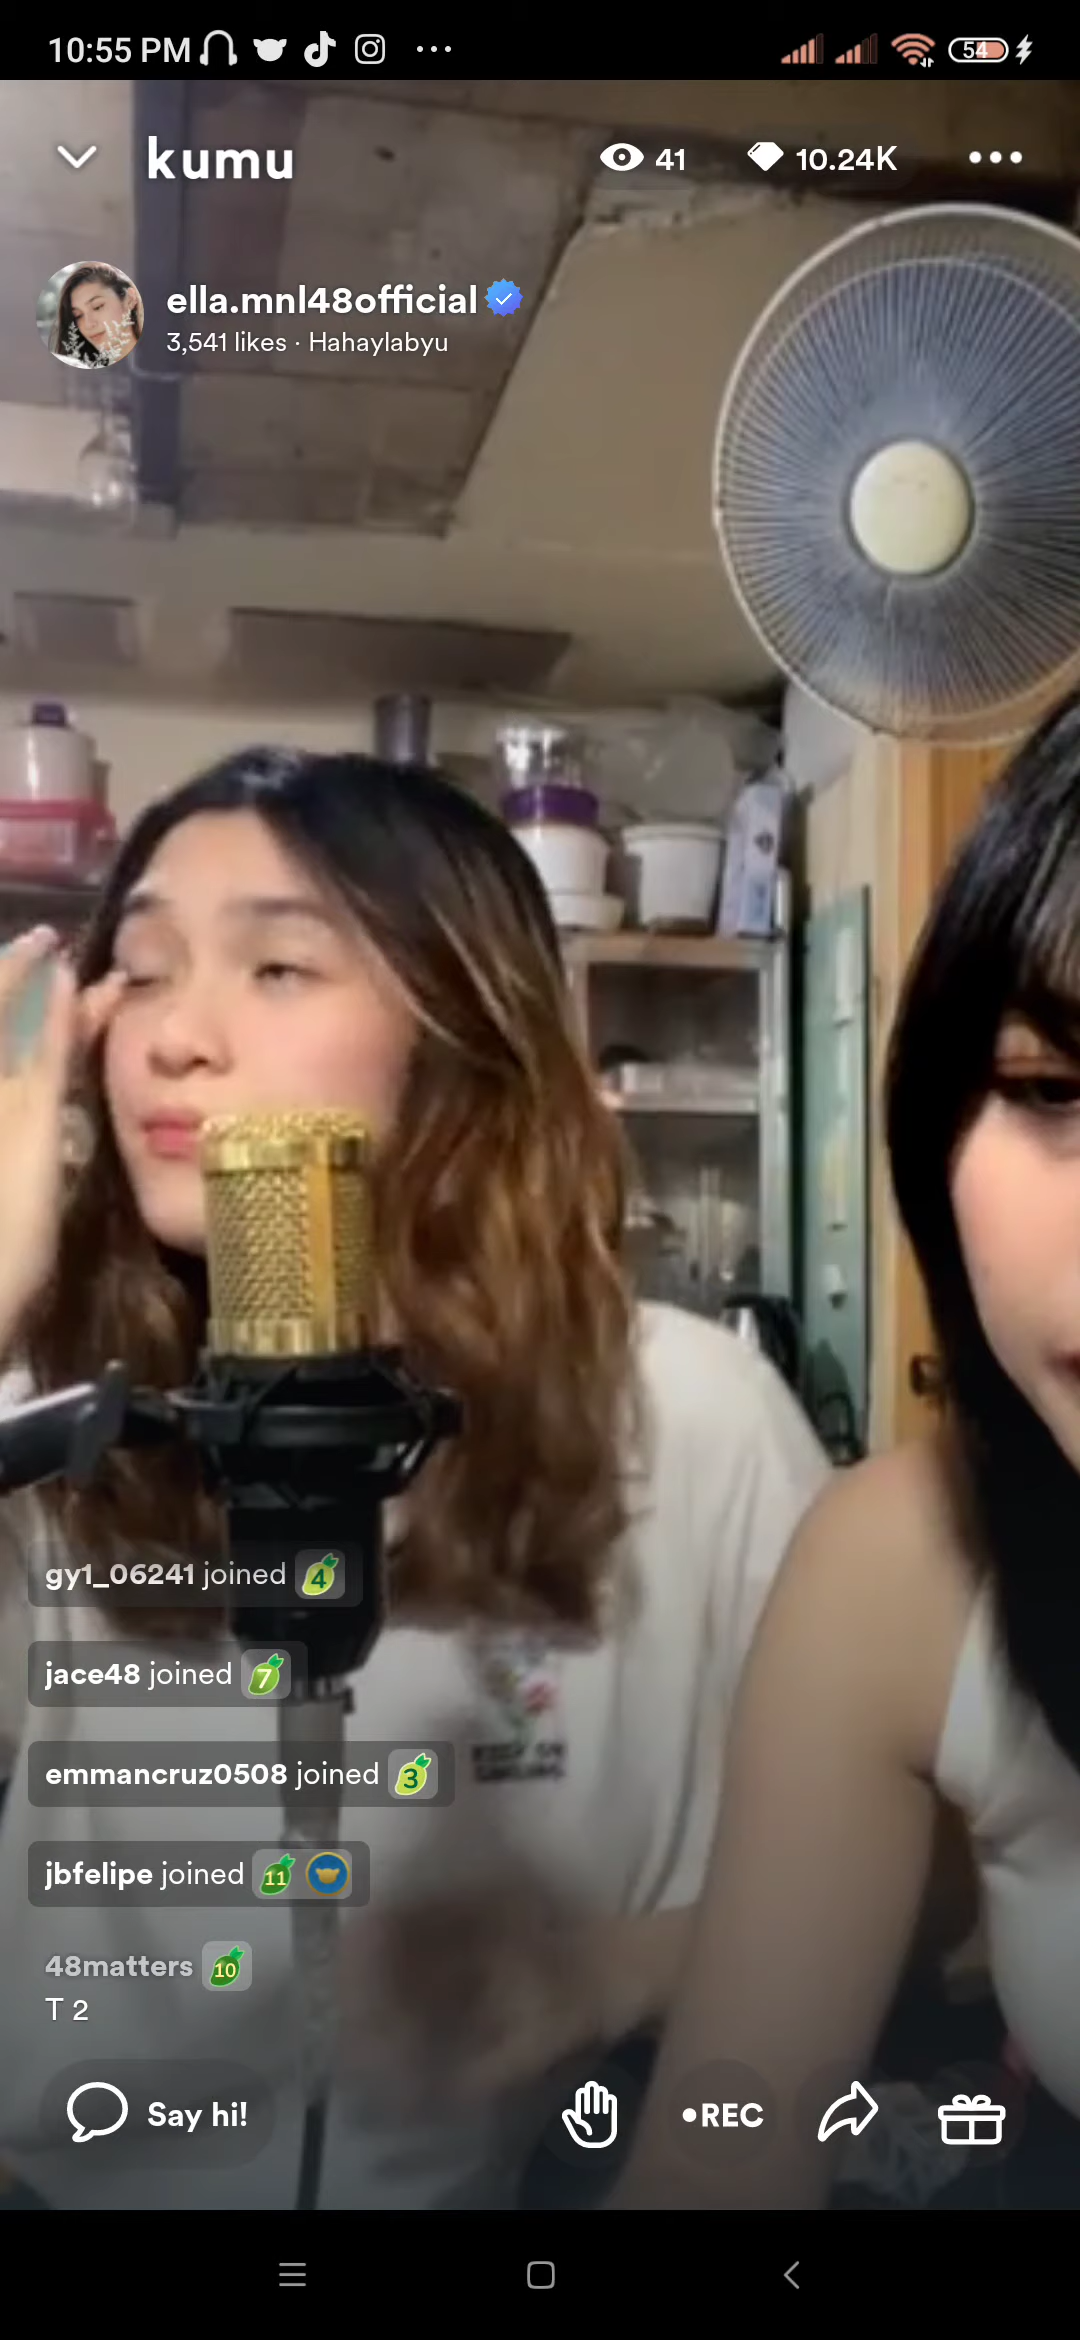 10:55 PM
54
kumu
41
10.24K
ella.mnl48official
3,541 likes · Hahaylabyu
gy1_06241 joined 4
jace48 joined 7
emmancruz0508 joined 3
jbfelipe joined 11
48matters 10
T 2
Say hi!
•REC